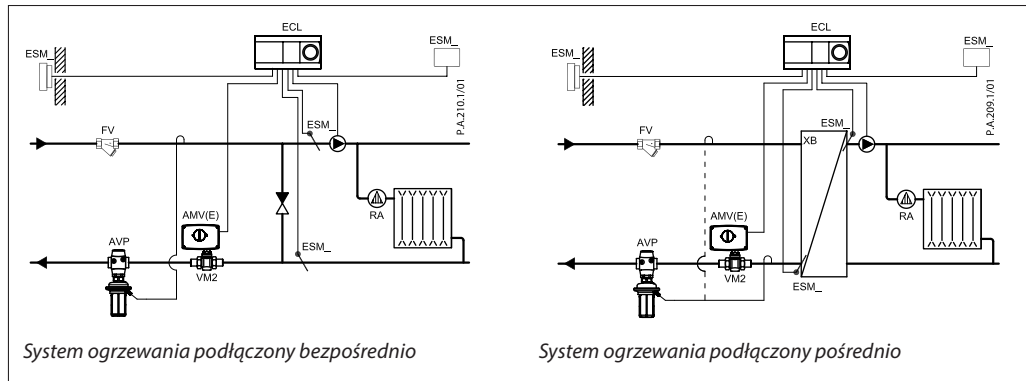 ECL
ESM_
ESM_
P.A.210.1/01
FV
ESM_
RA
AMV(E)
AVP
ESM_
VM2
System ogrzewania podłączony bezpośrednio
ECL
ESM_
ESM_
P.A.209.1/01
ESM_
FV
XB
RA
AMV(E)
AVP
VM2
ESM_
System ogrzewania podłączony pośrednio